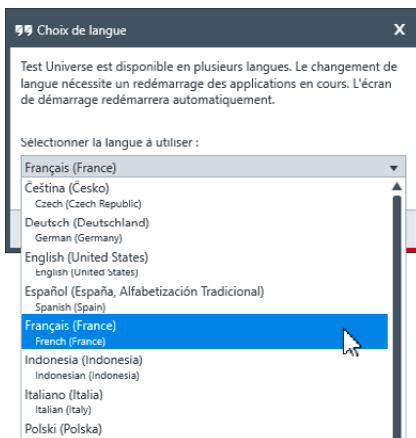 Choix de langue
X
Test Universe est disponible en plusieurs langues. Le changement de
langue nécessite un redémarrage des applications en cours. L'écran
de démarrage redémarrera automatiquement.
Sélectionner la langue à utiliser :
Français (France)
Čeština (Česko)
Czech (Czech Republic)
Deutsch (Deutschland)
German (Germany)
English (United States)
English (United States)
Español (España, Alfabetización Tradicional)
Spanish (Spain)
Français (France)
French (France)
Indonesia (Indonesia)
Indonesian (Indonesia)
Italiano (Italia)
Italian (Italy)
Polski (Polska)